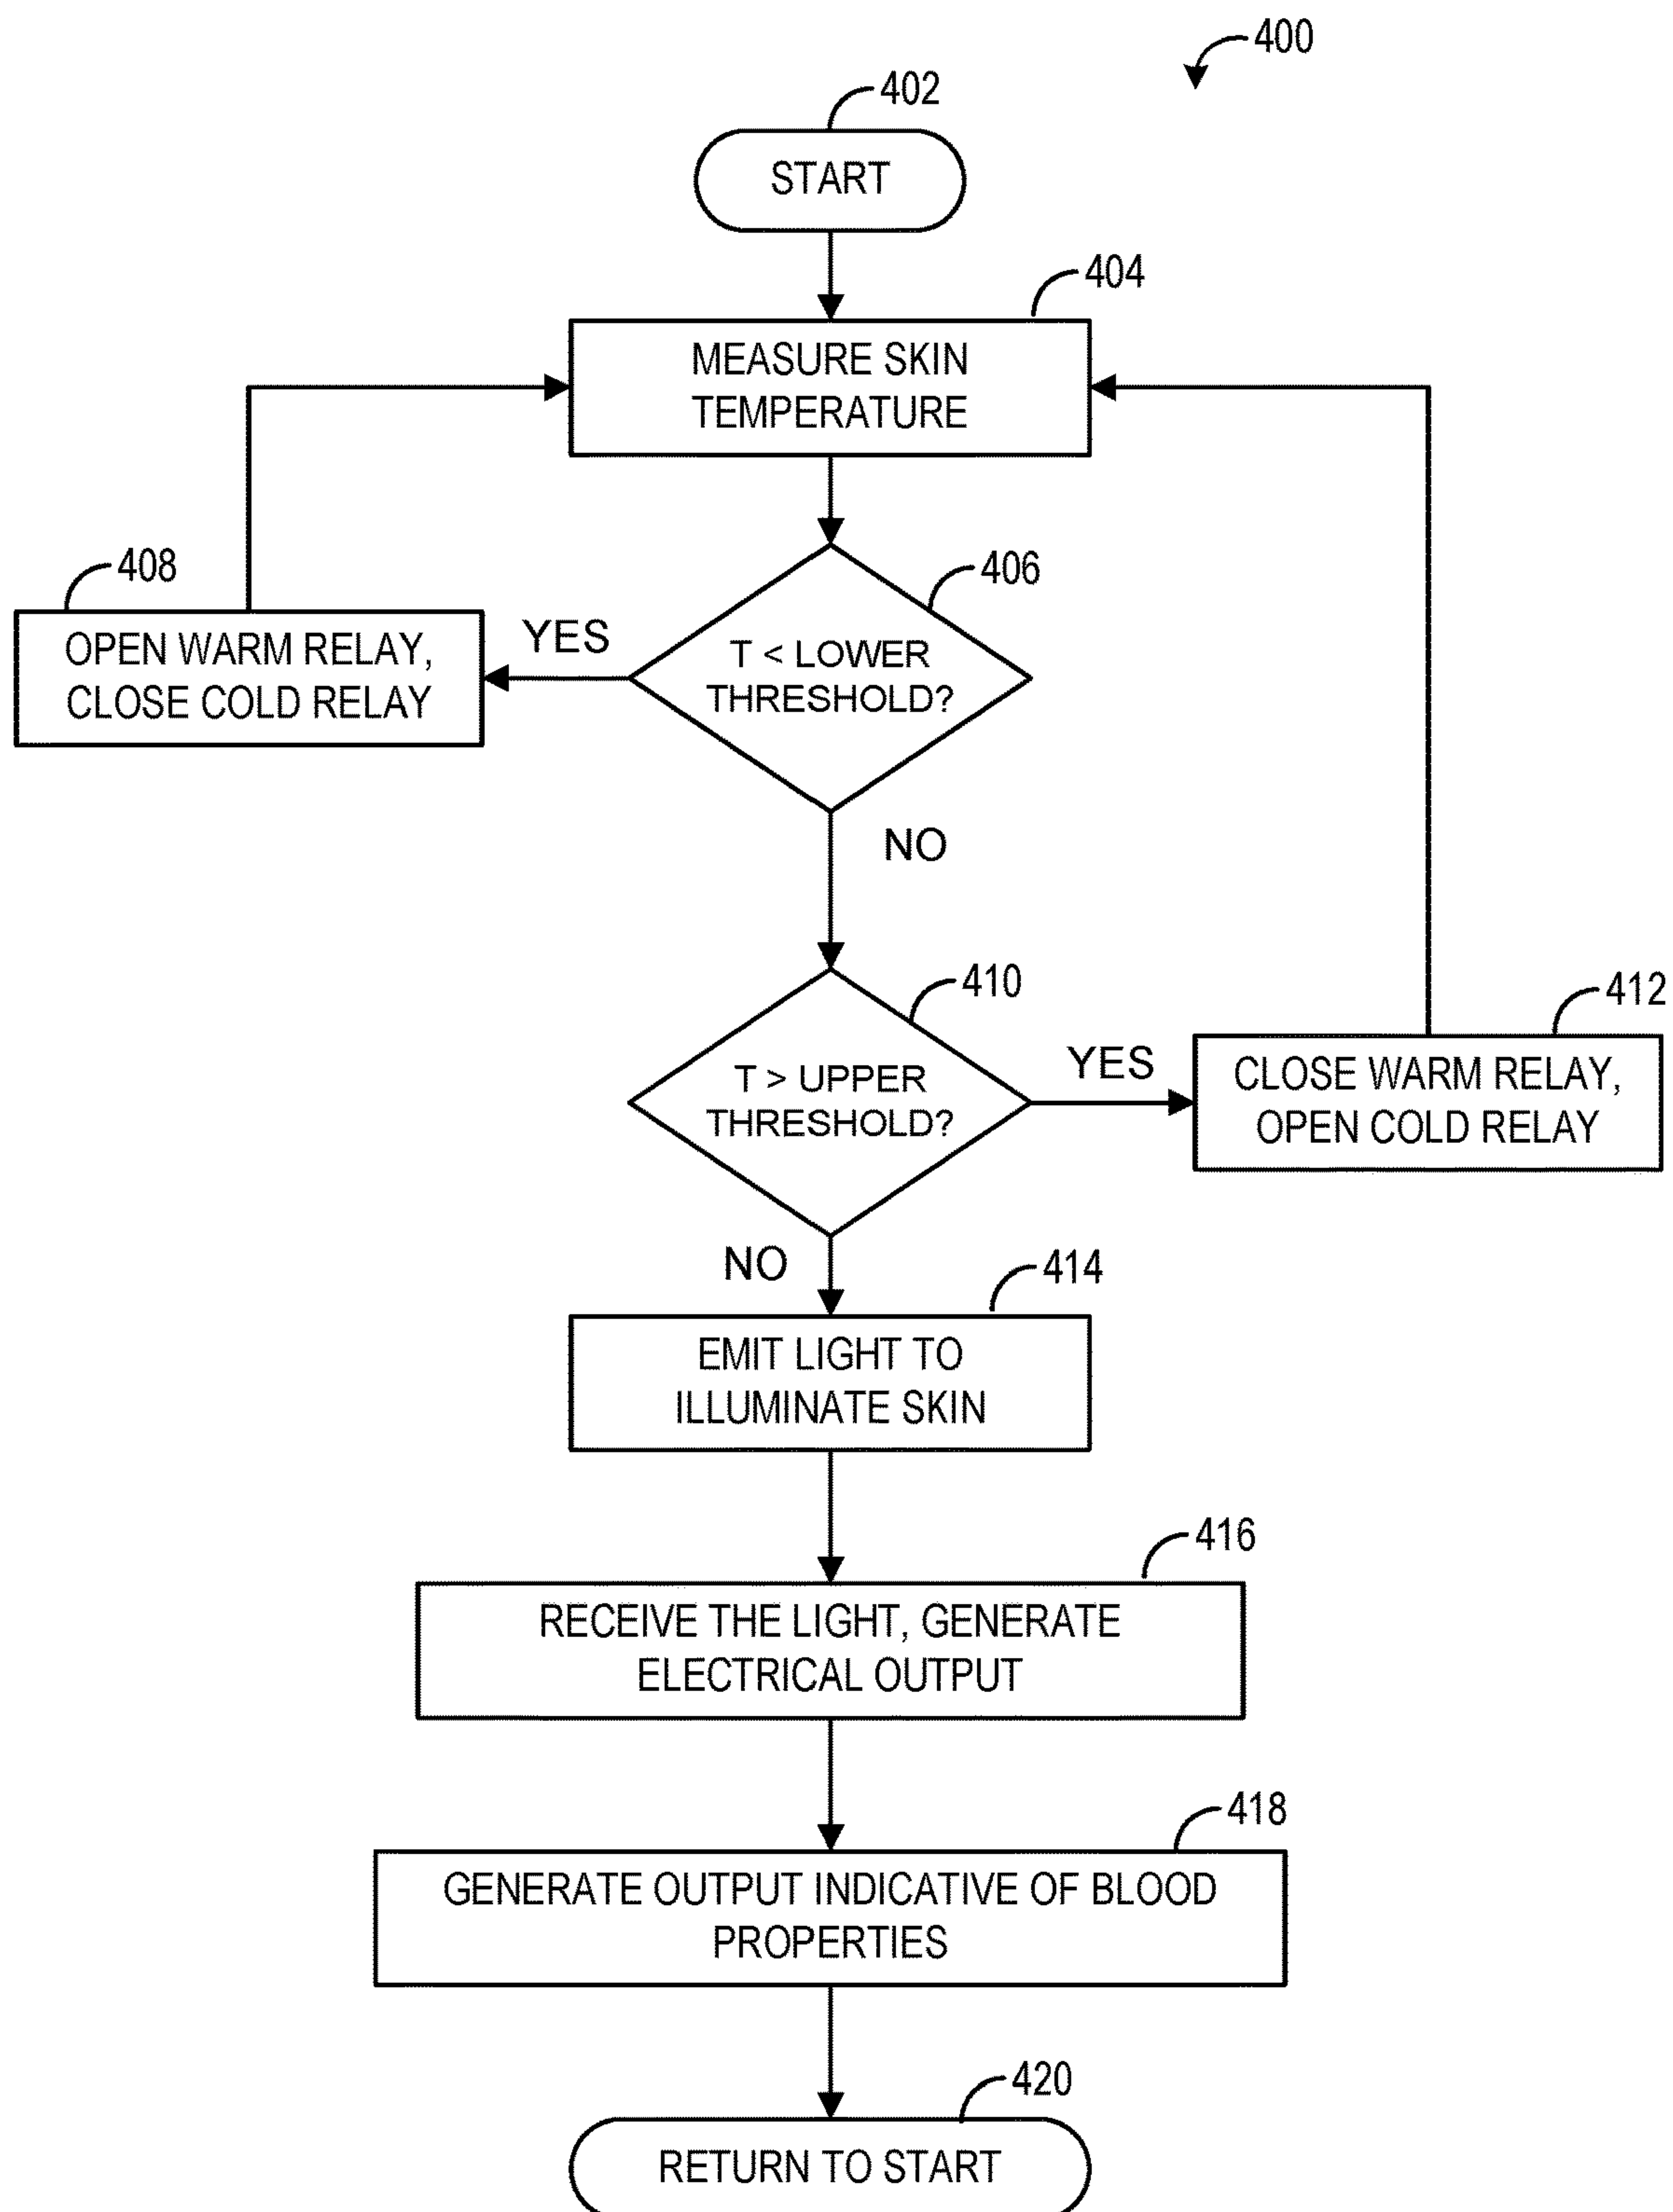 400
402
START
404
MEASURE SKIN
TEMPERATURE
408
406
OPEN WARM RELAY,
CLOSE COLD RELAY
YES
T < LOWER
THRESHOLD?
NO
410
412
T > UPPER
THRESHOLD?
YES
CLOSE WARM RELAY,
OPEN COLD RELAY
NO
414
EMIT LIGHT TO
ILLUMINATE SKIN
416
RECEIVE THE LIGHT, GENERATE
ELECTRICAL OUTPUT
418
GENERATE OUTPUT INDICATIVE OF BLOOD
PROPERTIES
420
RETURN TO START